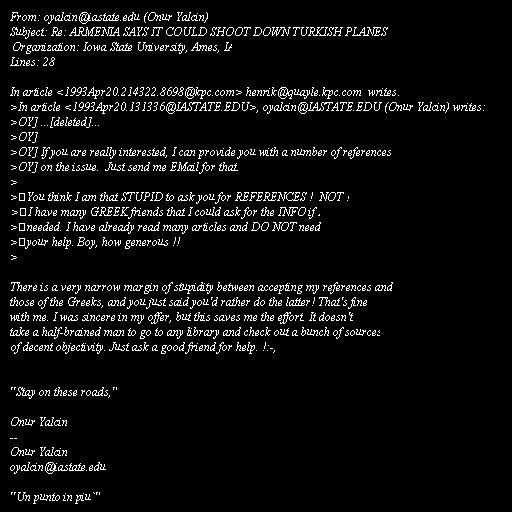 From: oyalcin@iastate.edu (Onur Yalcin)
Subject: Re: ARMENIA SAYS IT COULD SHOOT DOWN TURKISH PLANES
Organization: Iowa State University, Ames, IA
Lines: 28
In article <1993Apr20.214322.8698@kpc.com> henrik@quayle.kpc.com writes:
>In article <1993Apr20.131336@IASTATE.EDU>, oyalcin@IASTATE.EDU (Onur Yalcin) writes:
>OY] ...[deleted]...
>OY]
>OY] If you are really interested, I can provide you with a number of references
>OY] on the issue. Just send me EMail for that.
>
> You think I am that STUPID to ask you for REFERENCES ! NOT !
> I have many GREEK friends that I could ask for the INFO if
> needed. I have already read many articles and DO NOT need
> your help. Boy, how generous !!
>
There is a very narrow margin of stupidity between accepting my references and
those of the Greeks, and you just said you'd rather do the latter! That's fine
with me. I was sincere in my offer, but this saves me the effort. It doesn't
take a half-brained man to go to any library and check out a bunch of sources
of decent objectivity. Just ask a good friend for help. !:-,
"Stay on these roads,"
Onur Yalcin
--
Onur Yalcin
oyalcin@iastate.edu
"Un punto in piu`"